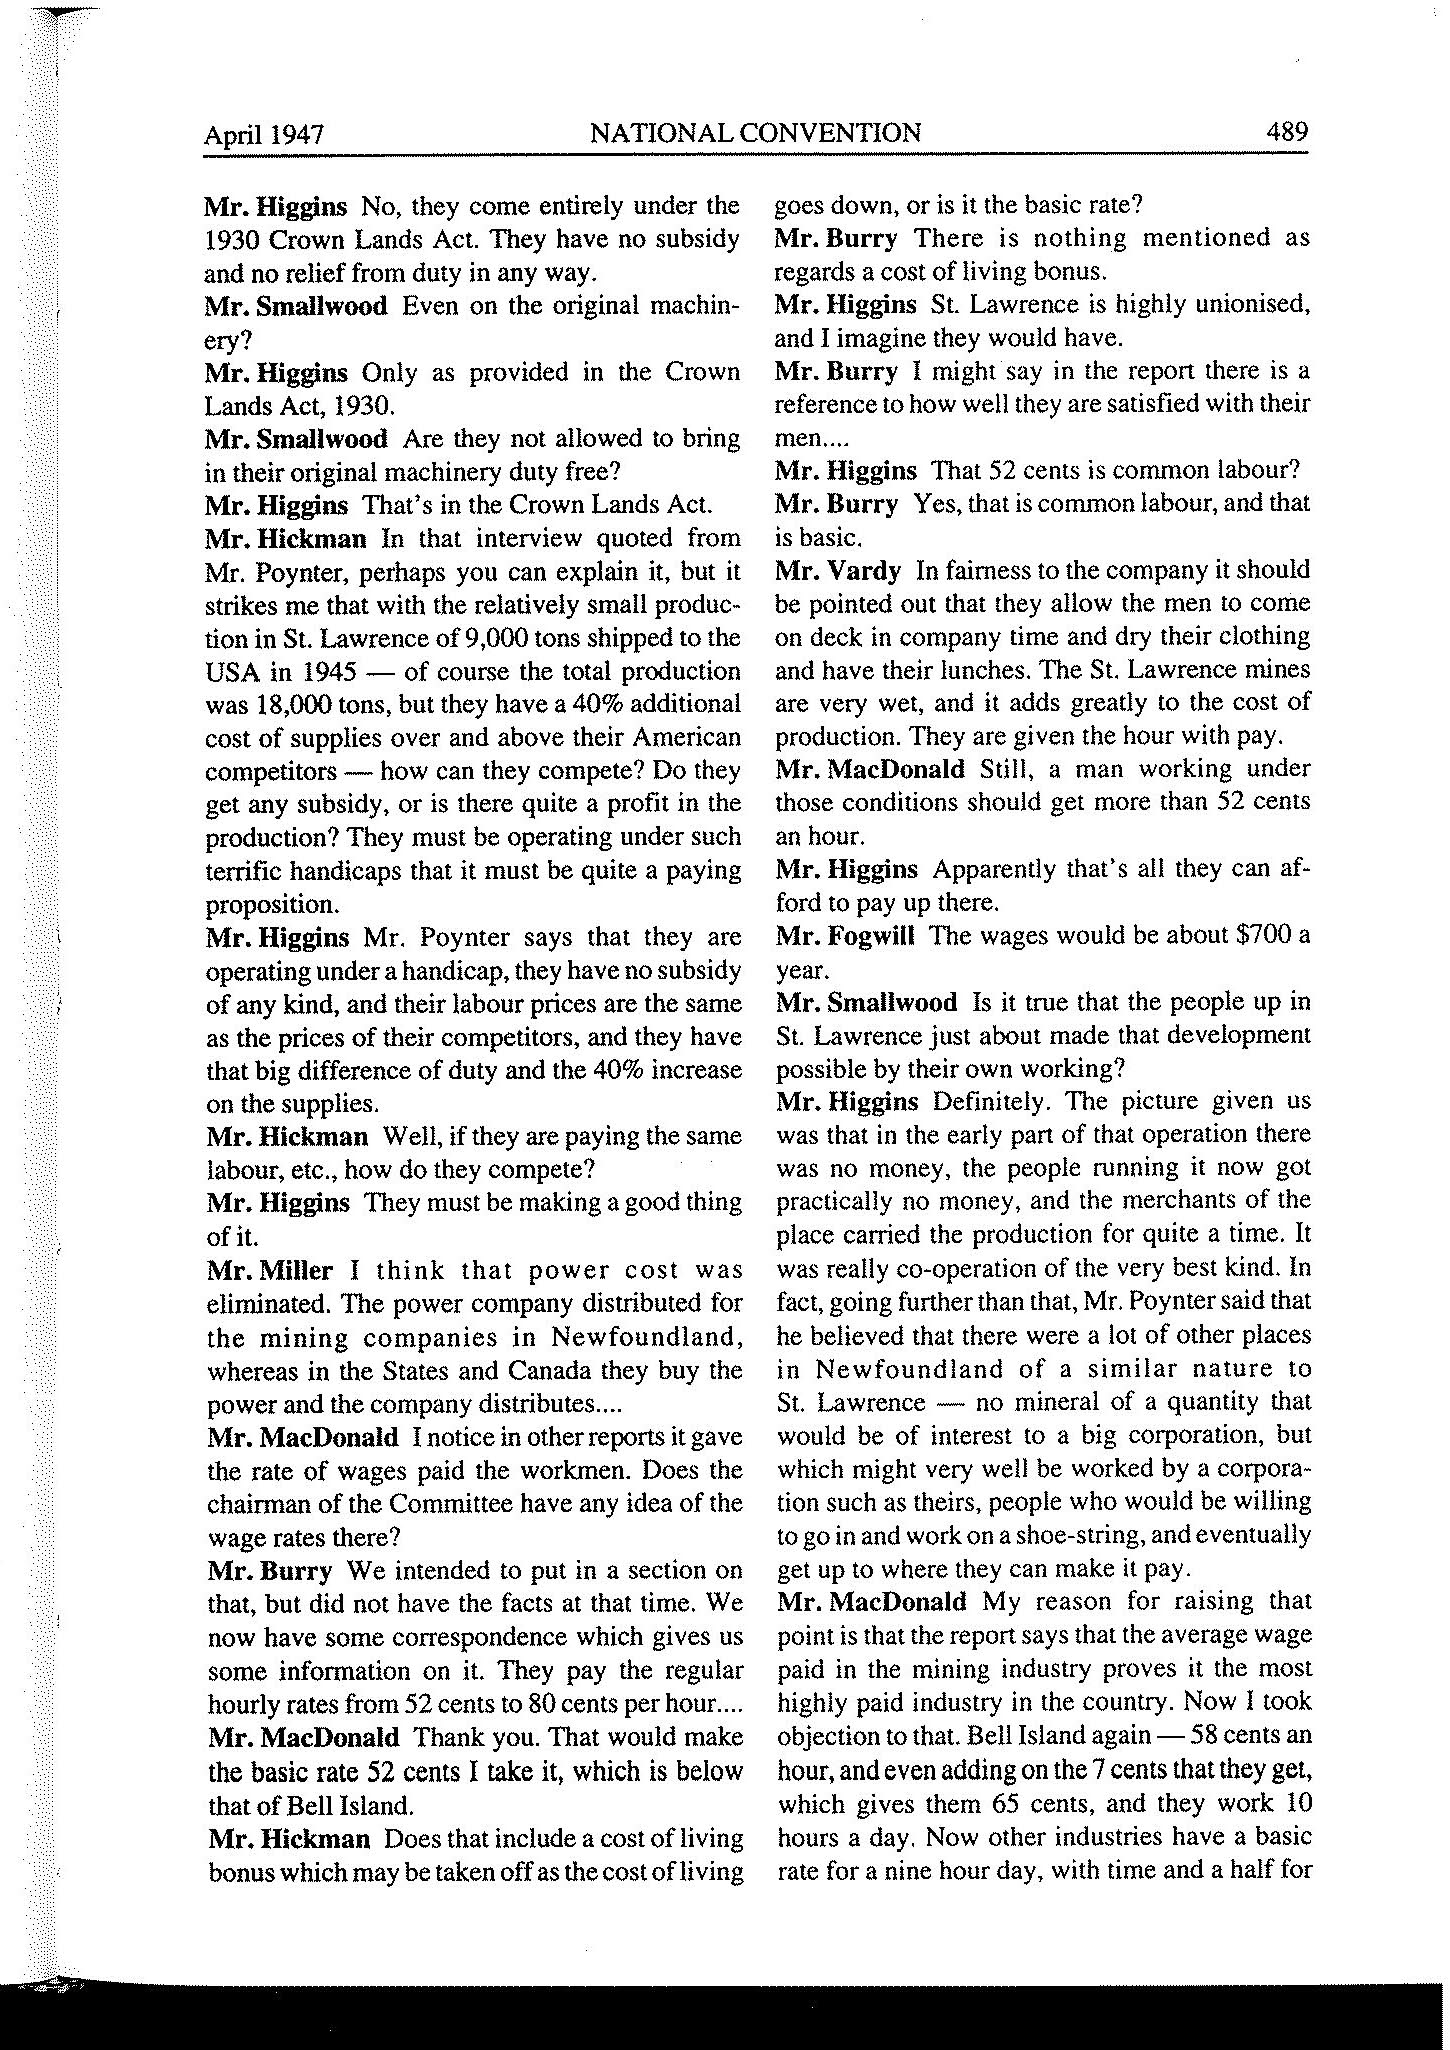 April 1947 NATIONAL CONVENTION 489
Mr. Higgins No, they come entirely under the
1930 Crown Lands Act. They have no subsidy
and no relief from duty in any way.
Mr. Smallwood Even on the original machin-
ery?
Mr. Higgins Only as provided in the Crown
Lands Act, 1930.
Mr. Smallwood Are they not allowed to bring
in their original machinery duty free?
Mr. Higgins That's in the Crown Lands Act.
Mr. Hickman In that interview quoted from
Mr. Poynter, perhaps you can explain it, but it
strikes me that with the relatively small produc-
tion in St. Lawrence of 9,000 tons shipped to the
USA in 1945 — of course the total production
was 18,000 tons, but they have a 40% additional
cost of supplies over and above their American
competitors — how can they compete? Do they
get any subsidy, or is there quite a profit in the
production? They must be operating under such
terrific handicaps that it must be quite a paying
proposition.
Mr. Higgins Mr. Poynter says that they are
operating under a handicap, they have no subsidy
of any kind, and their labour prices are the same
as the prices of their competitors, and they have
that big difference of duty and the 40% increase
on the supplies.
Mr. Hickman Well, if they are paying the same
labour, etc., how do they compete?
Mr. Higgins They must be making a good thing
of it.
Mr. Miller I think that power cost was
eliminated. The power company distributed for
the mining companies in Newfoundland,
whereas in the States and Canada they buy the
power and the company distributes....
Mr. MacDonald I notice in other reports it gave
the rate of wages paid the workmen. Does the
chairman of the Committee have any idea of the
wage rates there?
Mr. Burry We intended to put in a section on
that, but did not have the facts at that time. We
now have some correspondence which gives us
some information on it. They pay the regular
hourly rates from 52 cents to 80 cents per hour....
Mr. MacDonald Thank you. That would make
the basic rate 52 cents I take it, which is below
that of Bell Island.
Mr. Hickman Does that include a cost of living
bonus which may be taken off as the cost of living
goes down, or is it the basic rate?
Mr. Burry There is nothing mentioned as
regards a cost of living bonus.
Mr. Higgins St. Lawrence is highly unionised,
and I imagine they would have.
Mr. Burry I might say in the report there is a
reference to how well they are satisfied with their
men....
Mr. Higgins That 52 cents is common labour?
Mr. Burry Yes, that is common labour, and that
is basic.
Mr. Vardy In fairness to the company it should
be pointed out that they allow the men to come
on deck in company time and dry their clothing
and have their lunches. The St. Lawrence mines
are very wet, and it adds greatly to the cost of
production. They are given the hour with pay.
Mr. MacDonald Still, a man working under
those conditions should get more than 52 cents
an hour.
Mr. Higgins Apparently that's all they can af-
ford to pay up there.
Mr. Fogwill The wages would be about $700 a
year.
Mr. Smallwood Is it true that the people up in
St. Lawrence just about made that development
possible by their own working?
Mr. Higgins Definitely. The picture given us
was that in the early part of that operation there
was no money, the people running it now got
practically no money, and the merchants of the
place carried the production for quite a time. It
was really co-operation of the very best kind. In
fact, going further than that, Mr. Poynter said that
he believed that there were a lot of other places
in Newfoundland of a similar nature to
St. Lawrence — no mineral of a quantity that
would be of interest to a big corporation, but
which might very well be worked by a corpora-
tion such as theirs, people who would be willing
to go in and work on a shoe-string, and eventually
get up to where they can make it pay.
Mr. MacDonald My reason for raising that
point is that the report says that the average wage
paid in the mining industry proves it the most
highly paid industry in the country. Now I took
objection to that. Bell Island again — 58 cents an
hour, and even adding on the 7 cents that they get,
which gives them 65 cents, and they work 10
hours a day. Now other industries have a basic
rate for a nine hour day, with time and a half for